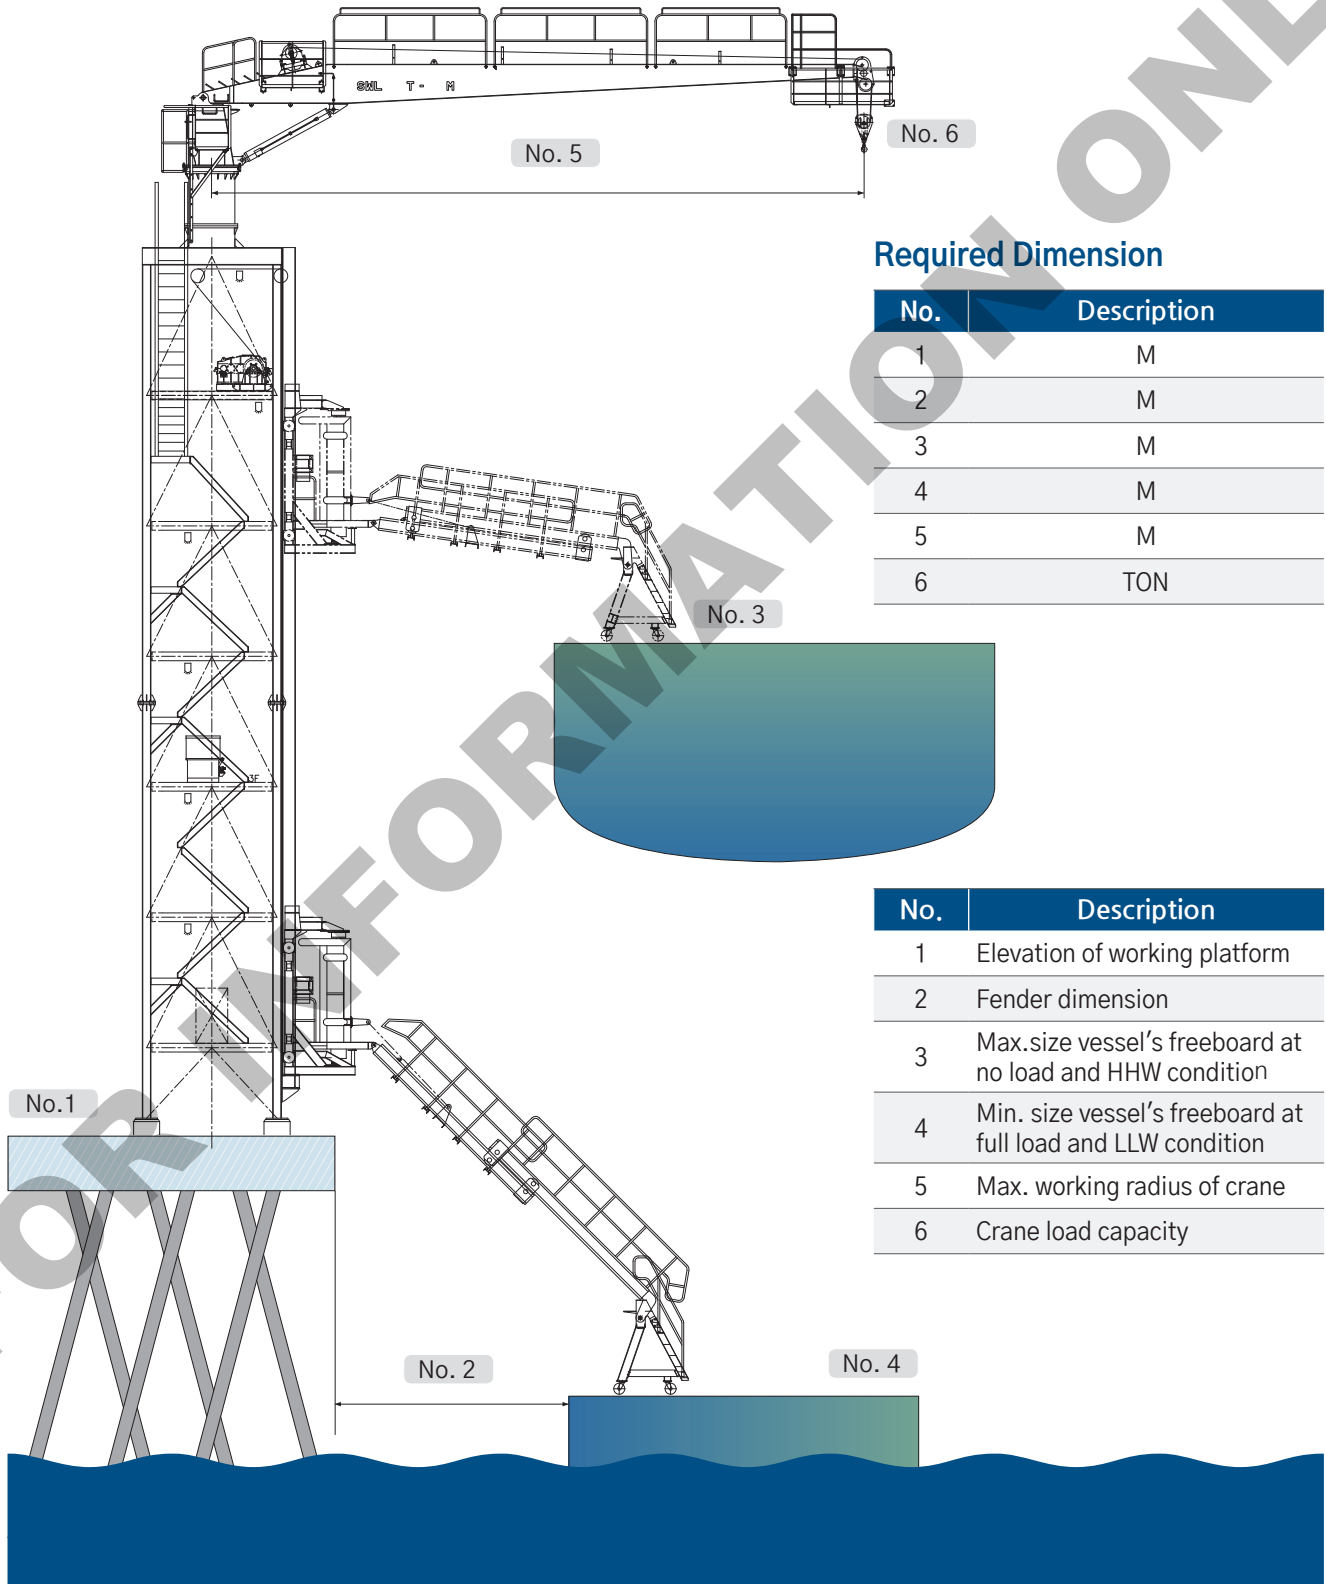 SWL T - M
No. 6
No. 5
Required Dimension
No. Description
1 M
2 M
3 M
4 M
5 M
6 TON
No. 3
3F
No. Description
1 Elevation of working platform
2 Fender dimension
3 Max.size vessel's freeboard at
no load and HHW condition
4 Min. size vessel's freeboard at
full load and LLW condition
5 Max. working radius of crane
6 Crane load capacity
No.1
No. 2
No. 4
FOR INFORMATION ONLY